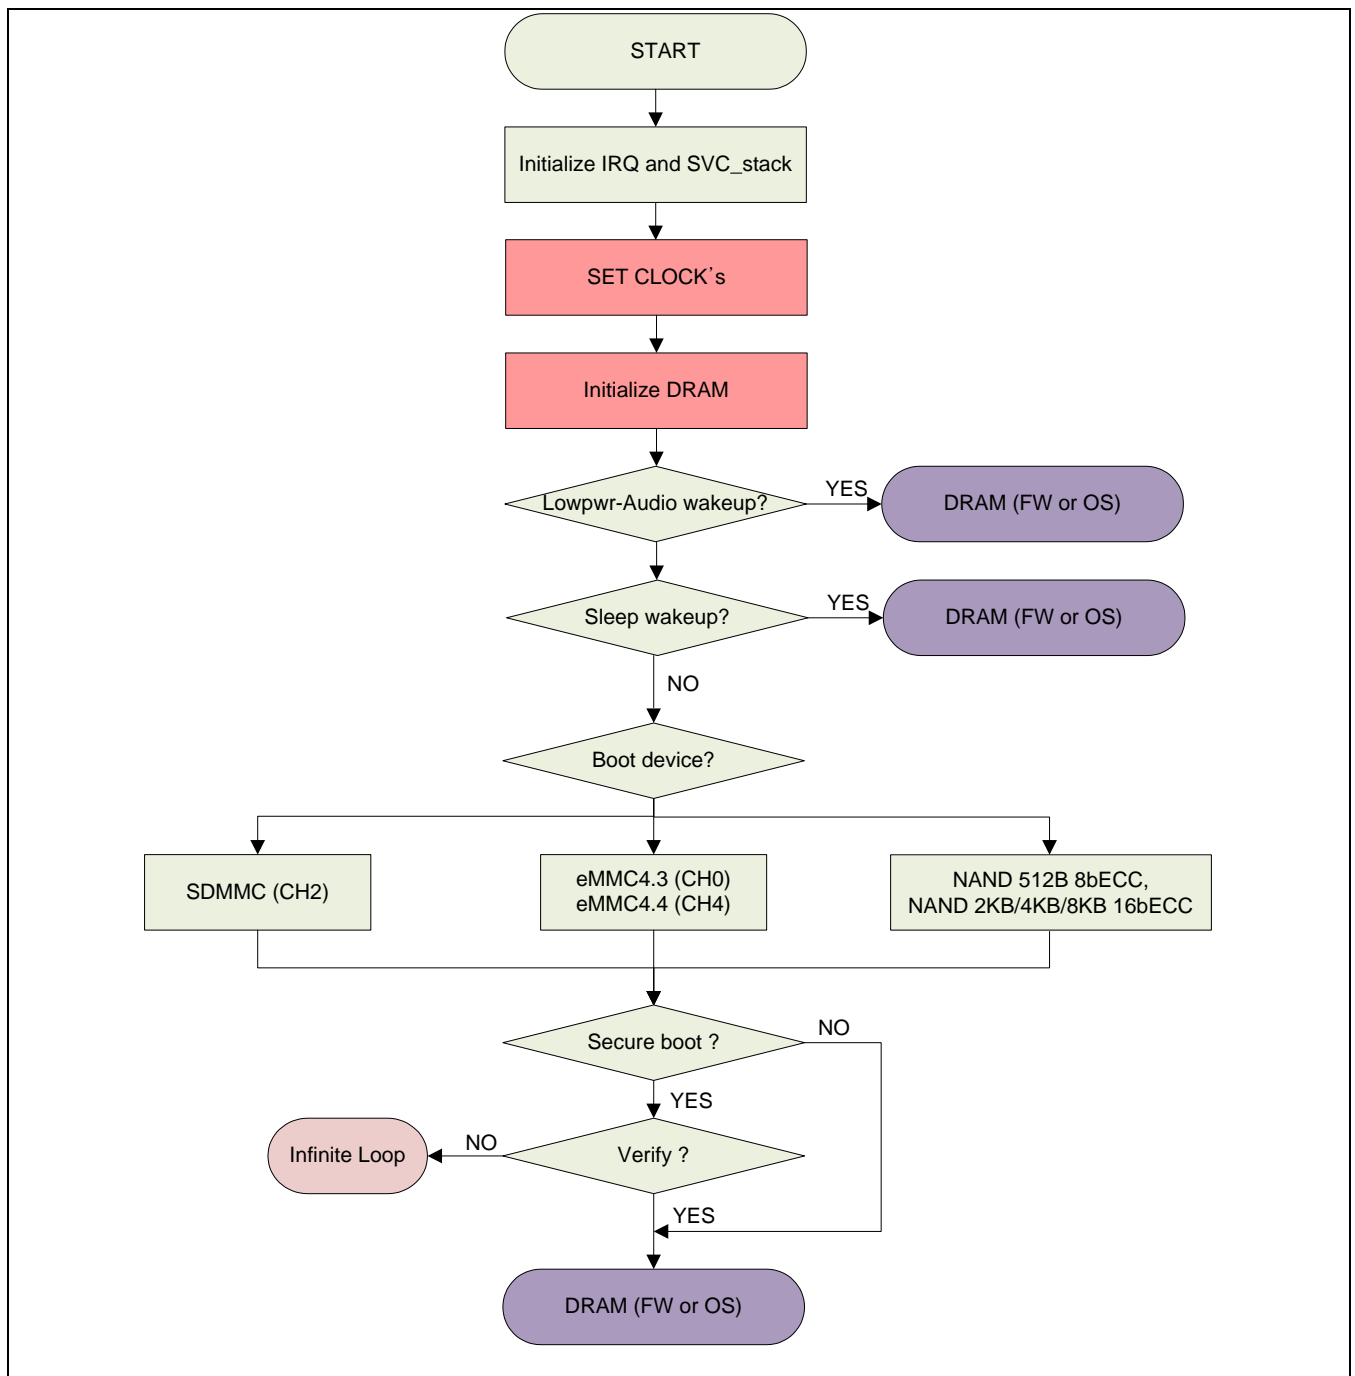 START
Initialize IRQ and SVC_stack
SET CLOCK's
Initialize DRAM
Lowpwr-Audio wakeup?
YES
DRAM (FW or OS)
Sleep wakeup?
YES
DRAM (FW or OS)
NO
Boot device?
SDMMC (CH2)
eMMC4.3 (CH0)
eMMC4.4 (CH4)
NAND 512B 8bECC,
NAND 2KB/4KB/8KB 16bECC
Secure boot ?
NO
YES
Infinite Loop
NO
Verify ?
YES
DRAM (FW or OS)